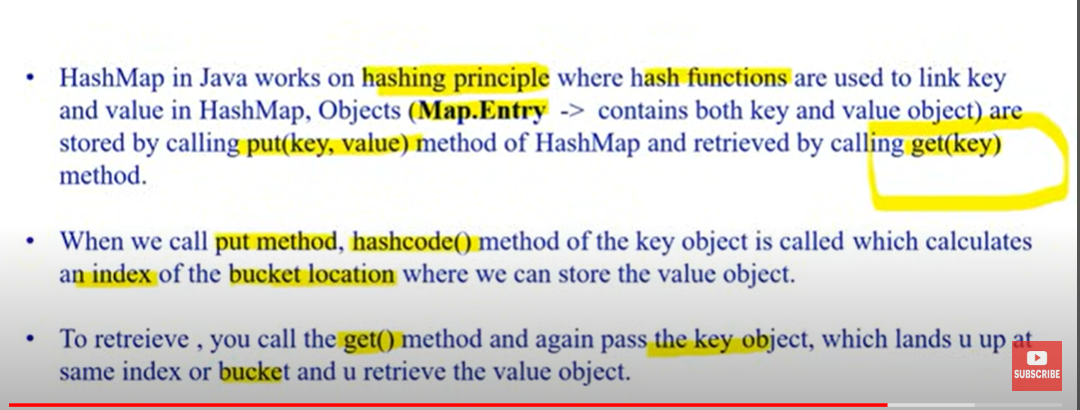 • HashMap in Java works on hashing principle where hash functions are used to link key
and value in HashMap, Objects (Map.Entry -> contains both key and value object) are
stored by calling put(key, value) method of HashMap and retrieved by calling get(key)
method.
• When we call put method, hashcode() method of the key object is called which calculates
an index of the bucket location where we can store the value object.
• To retreieve , you call the get() method and again pass the key object, which lands u up at
same index or bucket and u retrieve the value object.
SUBSCRIBE